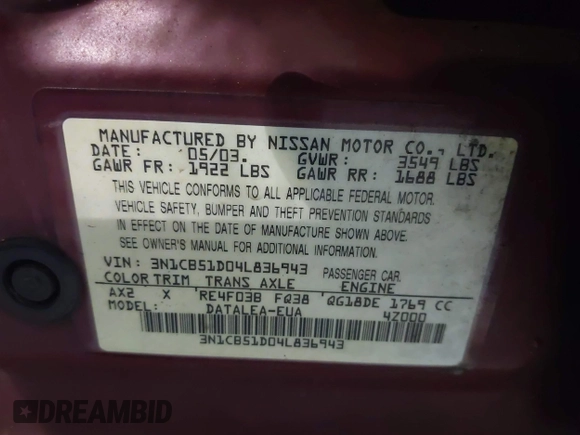 MANUFACTURED BY NISSAN MOTOR CO., LTD.
DATE: 05/03. GVWR: 3549 LBS
GAWR FR: 1922 LBS GAWR RR: 1688 LBS
THIS VEHICLE CONFORMS TO ALL APPLICABLE FEDERAL MOTOR
VEHICLE SAFETY, BUMPER AND THEFT PREVENTION STANDARDS
IN EFFECT ON THE DATE OF MANUFACTURE SHOWN ABOVE.
SEE OWNER'S MANUAL FOR ADDITIONAL INFORMATION.
VIN: 3N1CB51D04L836943 PASSENGER CAR
COLOR TRIM TRANS AXLE ENGINE
AX2 X RE4F03B FQ38 QG18DE 1769 CC
MODEL: DATALEA-EUA 4Z000
3N1CB51D04L836943
DREAMBID